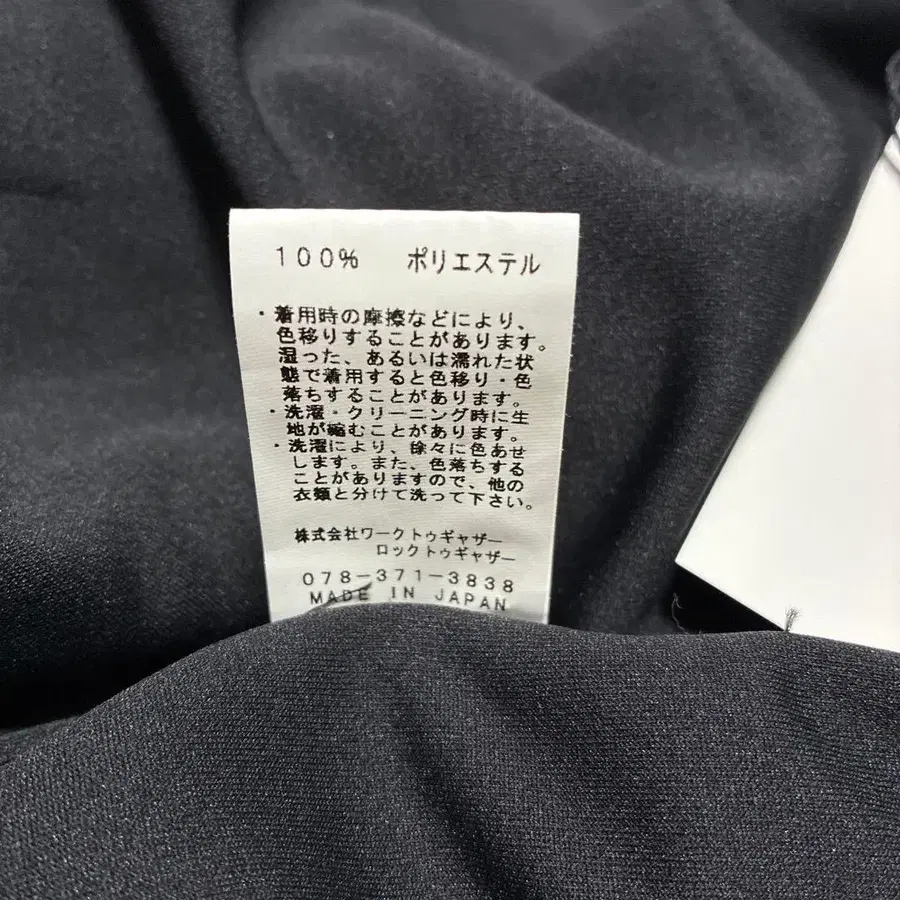 100% ポリエステル
・着用時の摩擦などにより、
色移りすることがあります。
湿った、あるいは濡れた状
態で着用すると色移り・色
落ちすることがあります。
・洗濯・クリーニング時に生
地が縮むことがあります。
・洗濯により、徐々に色あせ
します。また、色落ちする
ことがありますので、他の
衣類と分けて洗って下さい。
株式会社ワークトゥギャザー
ロックトゥギャザー
078-371-3838
MADE IN JAPAN